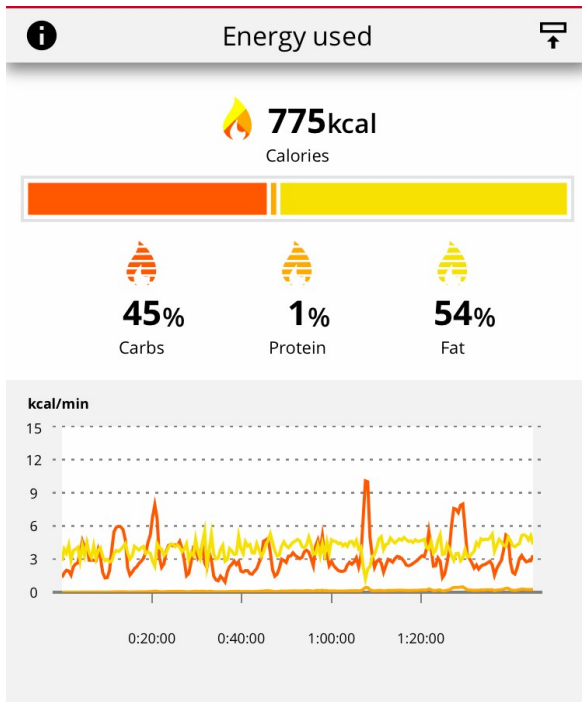 Energy used
775kcal
Calories
45% 1% 54%
Carbs Protein Fat
kcal/min
15
12
9
6
3
0
0:20:00 0:40:00 1:00:00 1:20:00